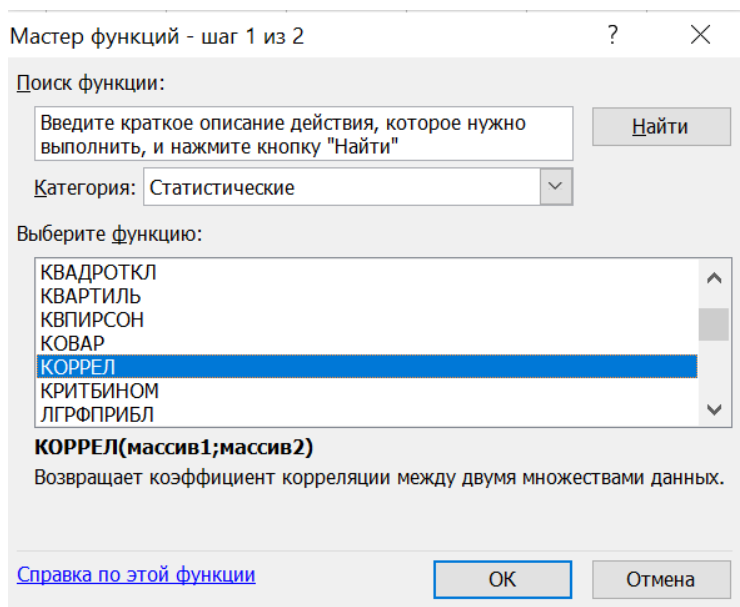 Мастер функций - шаг 1 из 2
?
Поиск функции:
Введите краткое описание действия, которое нужно
выполнить, и нажмите кнопку "Найти"
Найти
Категория: Статистические
Выберите функцию:
КВАДРОТКЛ
КВАРТИЛЬ
КВПИРСОН
КОВАР
КОРРЕЛ
КРИТБИНОМ
ЛГРФПРИБЛ
КОРРЕЛ(массив1;массив2)
Возвращает коэффициент корреляции между двумя множествами данных.
Справка по этой функции
ОК
Отмена